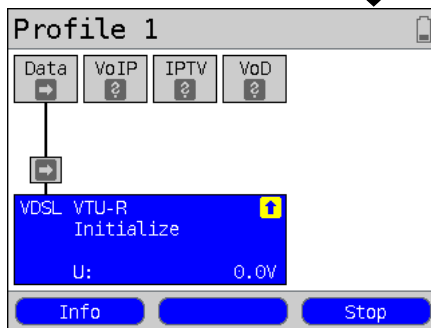 Profile 1
Data VoIP IPTV VoD
? ? ?
VDSL VTU-R
Initialize
U: 0.0V
Info Stop